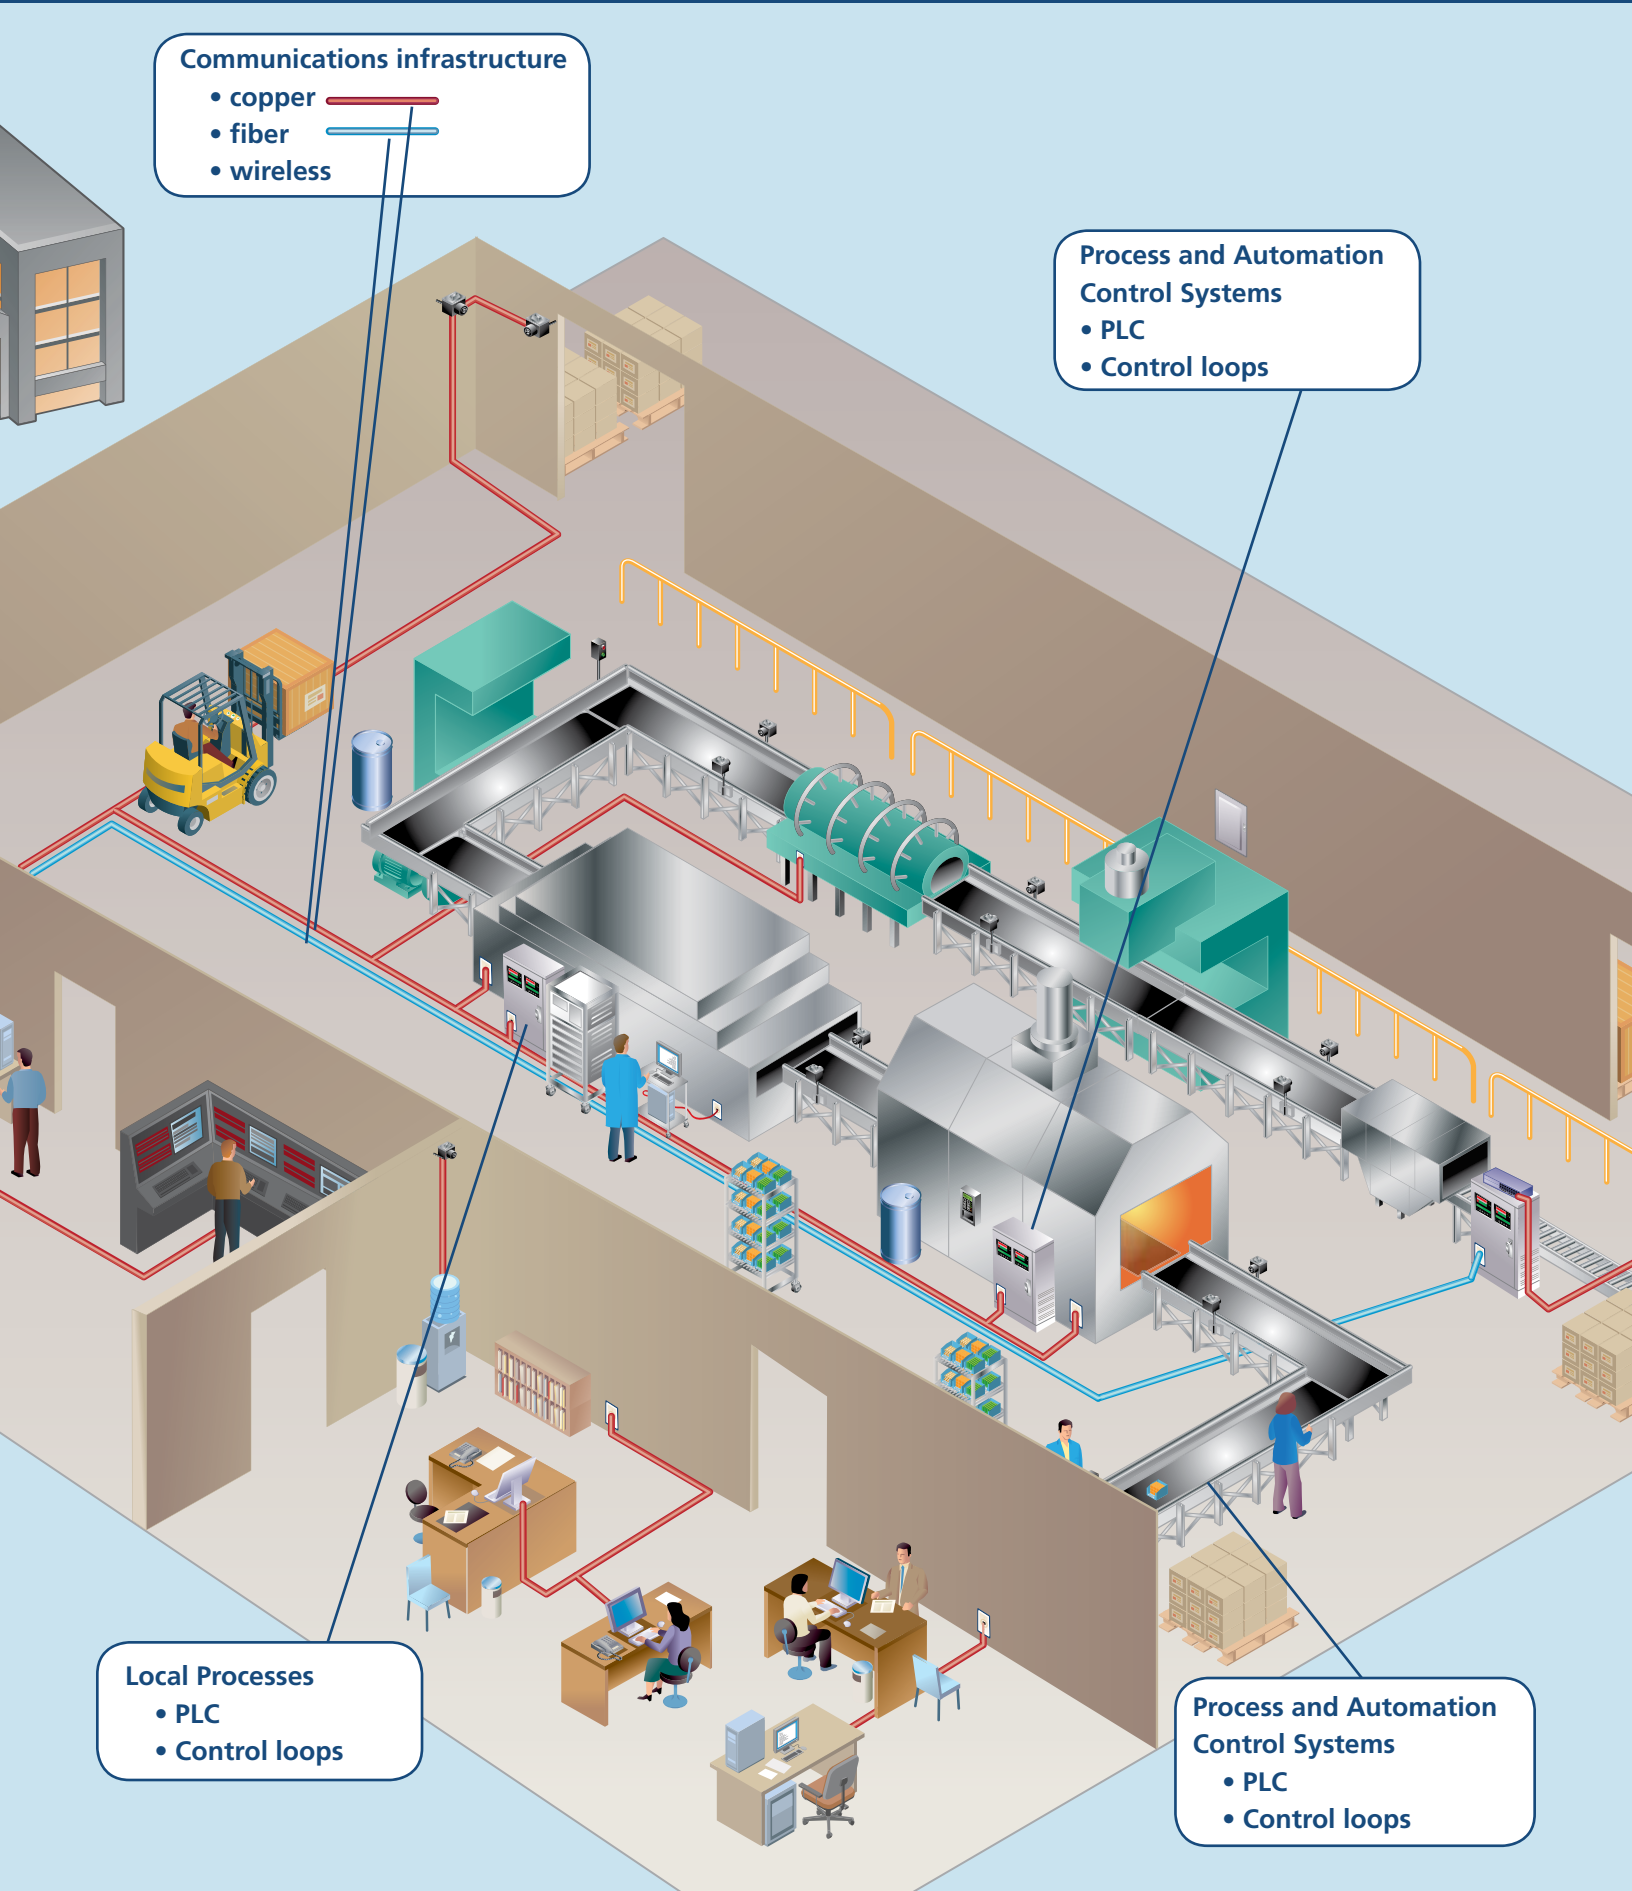 Communications infrastructure
• copper
• fiber
• wireless
Process and Automation
Control Systems
• PLC
• Control loops
Local Processes
• PLC
• Control loops
Process and Automation
Control Systems
• PLC
• Control loops